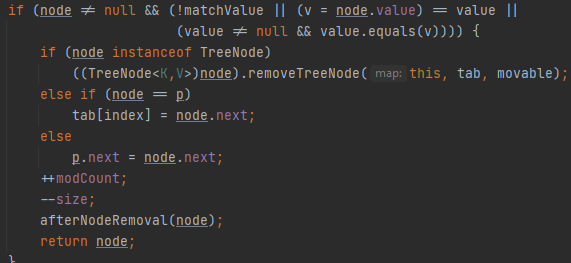 if (node ≠ null && (!matchValue || (v = node.value) == value ||
(value ≠ null && value.equals(v)))) {
if (node instanceof TreeNode)
((TreeNode<K,V>)node).removeTreeNode( map: this, tab, movable);
else if (node == p)
tab[index] = node.next;
else
p.next = node.next;
++modCount;
--size;
afterNodeRemoval(node);
return node;
}